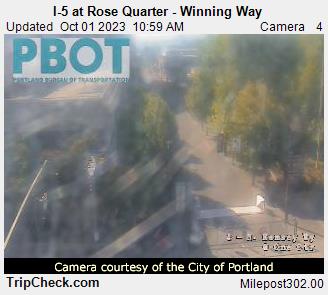 I-5 at Rose Quarter - Winning Way
Updated Oct 01 2023 10:59 AM Camera 4
PBOT
PORTLAND BUREAU OF TRANSPORTATION
Camera courtesy of the City of Portland
TripCheck.com Milepost302.00